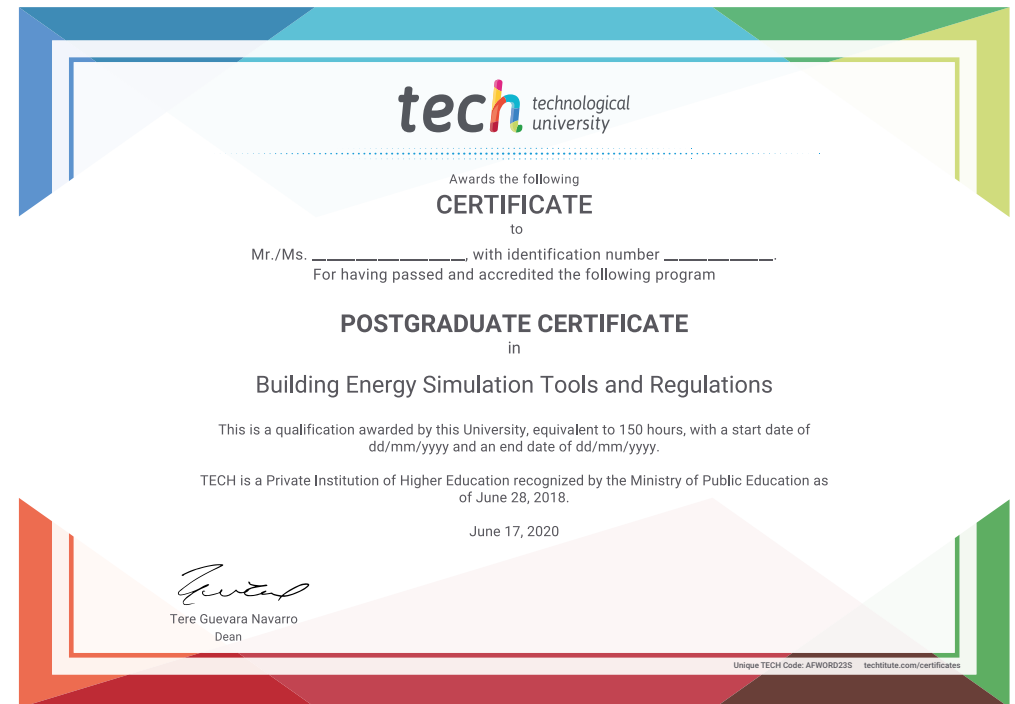 tech technological
university
Awards the following
CERTIFICATE
to
Mr./Ms. ______________, with identification number __________.
For having passed and accredited the following program
POSTGRADUATE CERTIFICATE
in
Building Energy Simulation Tools and Regulations
This is a qualification awarded by this University, equivalent to 150 hours, with a start date of
dd/mm/yyyy and an end date of dd/mm/yyyy.
TECH is a Private Institution of Higher Education recognized by the Ministry of Public Education as
of June 28, 2018.
June 17, 2020
Tere Guevara Navarro
Dean
Unique TECH Code: AFWORD23S techtitute.com/certificates